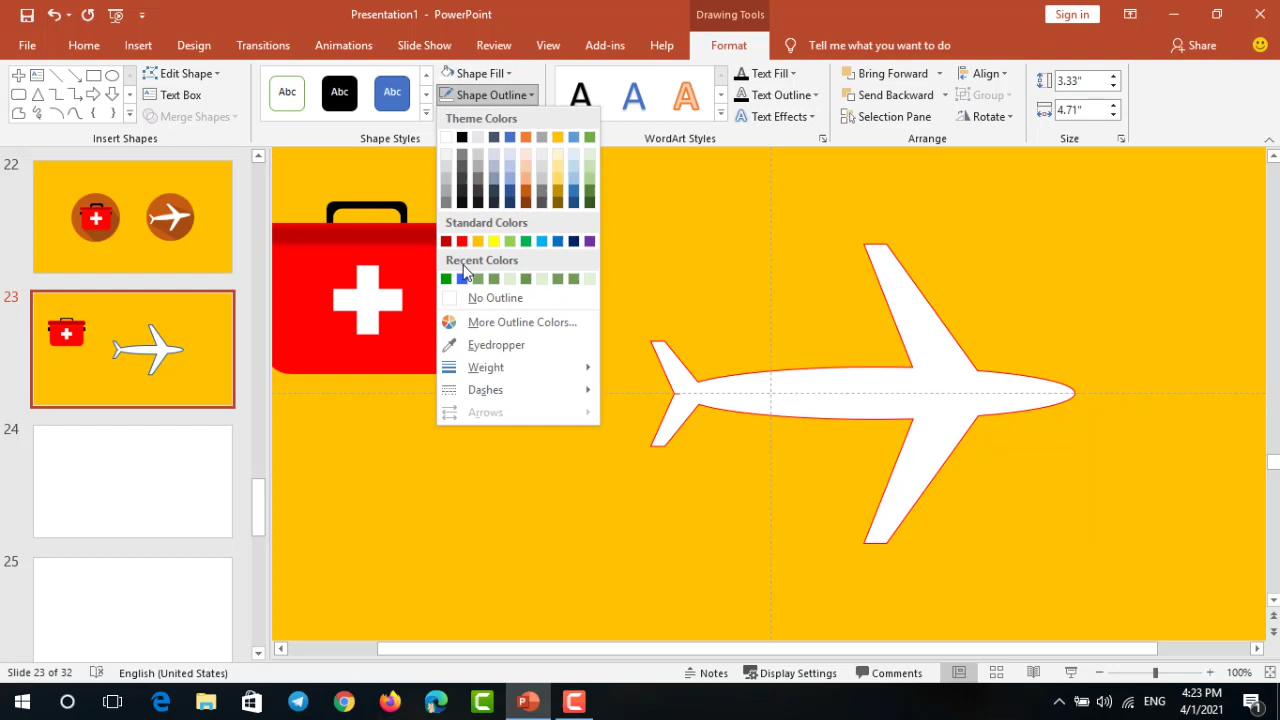 Presentation1 - PowerPoint
Drawing Tools
Sign in
File
Home
Insert
Design
Transitions
Animations
Slide Show
Review
View
Add-ins
Help
Format
Tell me what you want to do
Share
Edit Shape
Text Box
Merge Shapes
Insert Shapes
Abc
Abc
Abc
Shape Fill
Shape Outline
Shape Styles
A
A
A
Text Fill
Text Outline
Text Effects
WordArt Styles
Bring Forward
Send Backward
Selection Pane
Align
Group
Rotate
Arrange
3.33"
4.71"
Size
Theme Colors
Standard Colors
Recent Colors
No Outline
More Outline Colors...
Eyedropper
Weight
Dashes
Arrows
22
23
24
25
Slide 23 of 32
English (United States)
Notes
Display Settings
Comments
100%
ENG
4:23 PM
4/1/2021
1